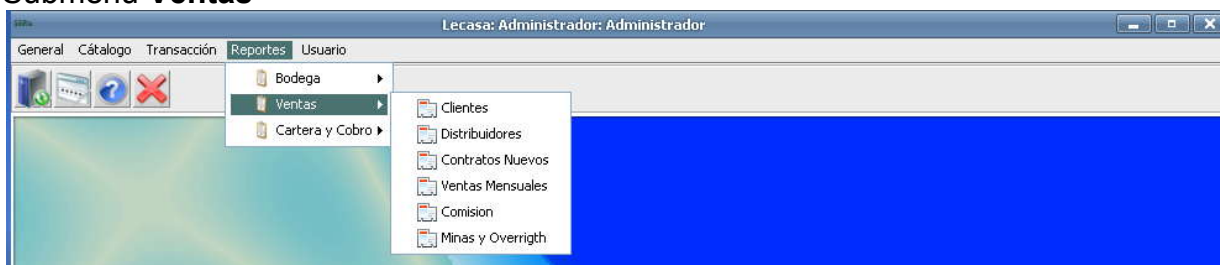 Submenú Ventas
Lecasa: Administrador: Administrador
General Cátalogo Transacción Reportes Usuario
Bodega
Ventas
Cartera y Cobro
Clientes
Distribuidores
Contratos Nuevos
Ventas Mensuales
Comision
Minas y Overrigth